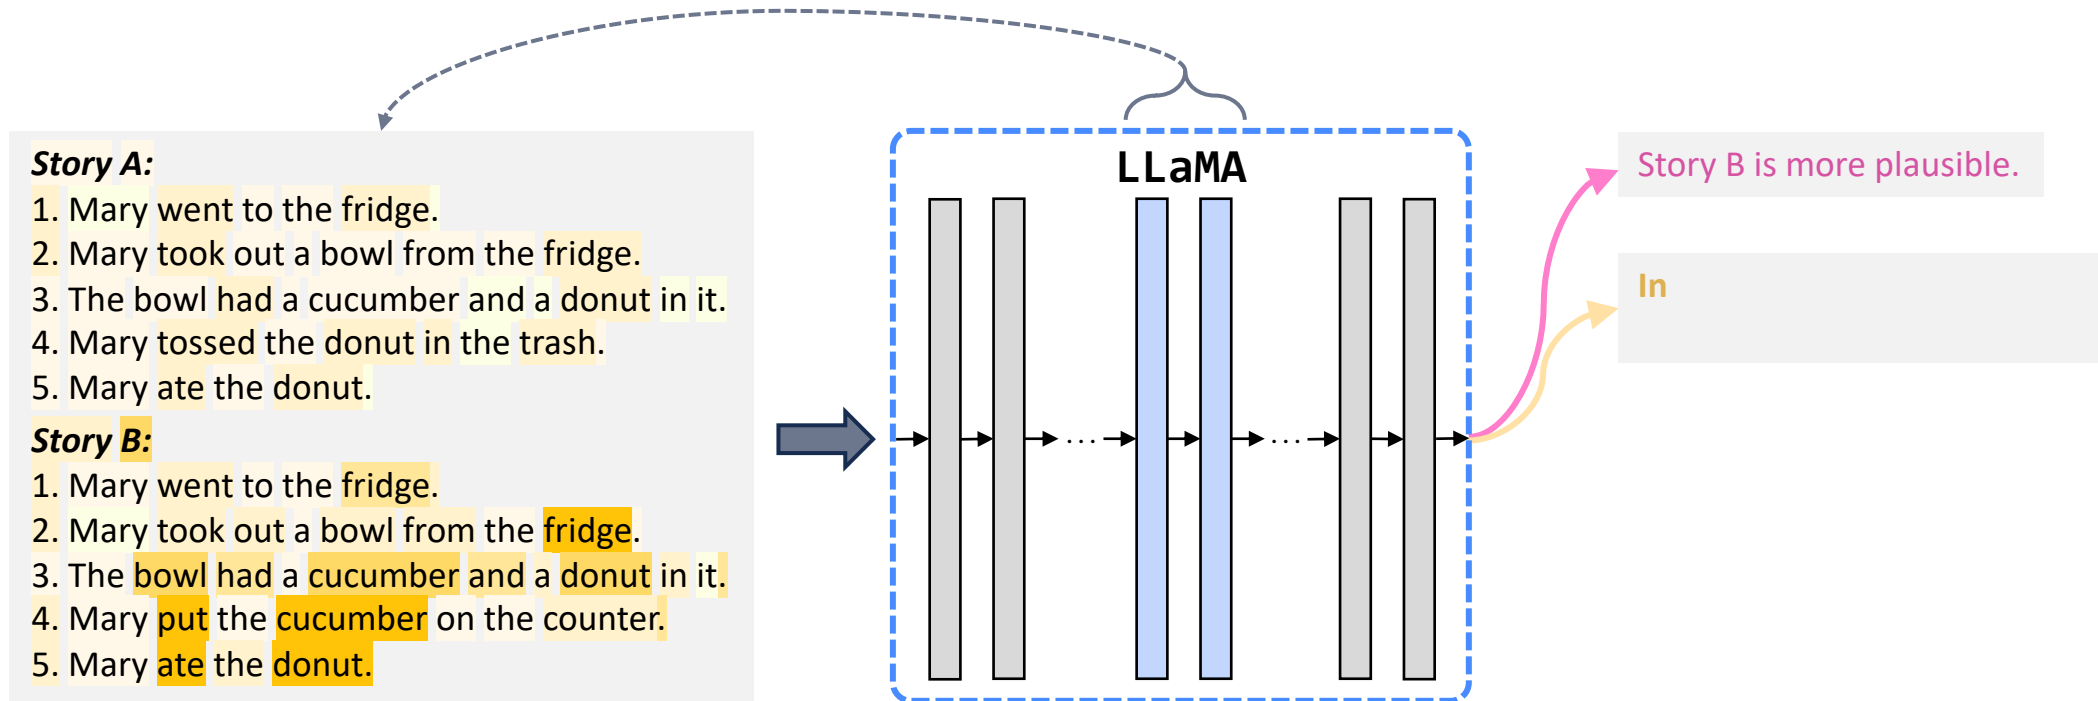 Story A:
1. Mary went to the fridge.
2. Mary took out a bowl from the fridge.
3. The bowl had a cucumber and a donut in it.
4. Mary tossed the donut in the trash.
5. Mary ate the donut.
Story B:
1. Mary went to the fridge.
2. Mary took out a bowl from the fridge.
3. The bowl had a cucumber and a donut in it.
4. Mary put the cucumber on the counter.
5. Mary ate the donut.
LLaMA
... ...
Story B is more plausible.
In